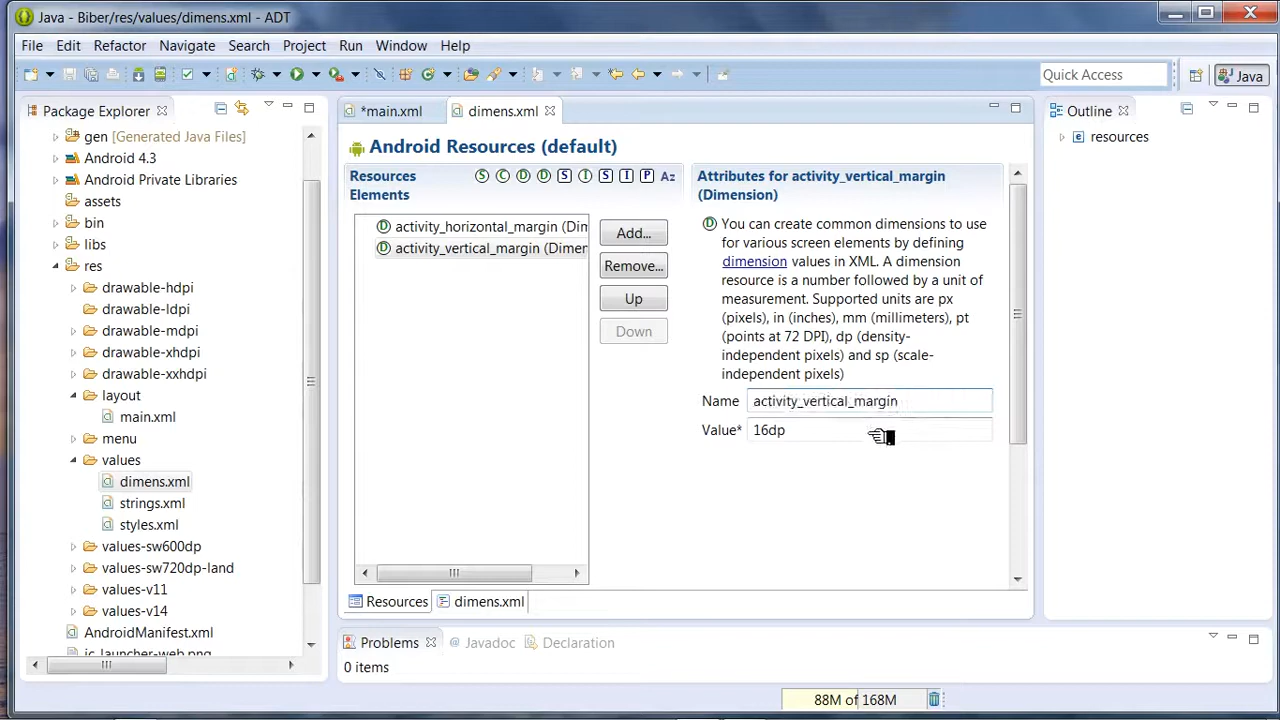 Java - Biber/res/values/dimens.xml - ADT
File Edit Refactor Navigate Search Project Run Window Help
Quick Access
Java
Package Explorer
*main.xml
dimens.xml
Outline
gen [Generated Java Files]
Android 4.3
Android Private Libraries
assets
bin
libs
res
drawable-hdpi
drawable-ldpi
drawable-mdpi
drawable-xhdpi
drawable-xxhdpi
layout
main.xml
menu
values
dimens.xml
strings.xml
styles.xml
values-sw600dp
values-sw720dp-land
values-v11
values-v14
AndroidManifest.xml
ic_launcher-web.png
Android Resources (default)
Resources
Elements
S C D D S I S I P Az
activity_horizontal_margin (Dim
activity_vertical_margin (Dimen
Add...
Remove...
Up
Down
Attributes for activity_vertical_margin
(Dimension)
D You can create common dimensions to use
for various screen elements by defining
dimension values in XML. A dimension
resource is a number followed by a unit of
measurement. Supported units are px
(pixels), in (inches), mm (millimeters), pt
(points at 72 DPI), dp (density-
independent pixels) and sp (scale-
independent pixels)
Name activity_vertical_margin
Value* 16dp
resources
Resources
dimens.xml
Problems
@ Javadoc
Declaration
0 items
88M of 168M